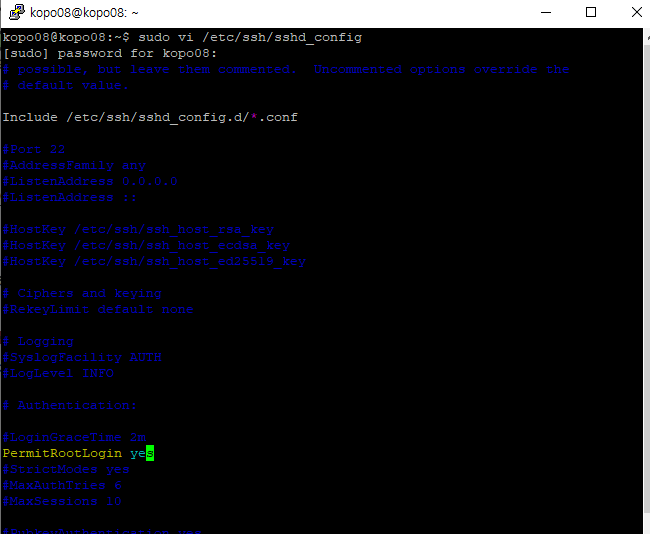 kopo08@kopo08: ~
kopo08@kopo08:~$ sudo vi /etc/ssh/sshd_config
[sudo] password for kopo08:
# possible, but leave them commented.  Uncommented options override the
# default value.
Include /etc/ssh/sshd_config.d/*.conf
#Port 22
#AddressFamily any
#ListenAddress 0.0.0.0
#ListenAddress ::
#HostKey /etc/ssh/ssh_host_rsa_key
#HostKey /etc/ssh/ssh_host_ecdsa_key
#HostKey /etc/ssh/ssh_host_ed25519_key
# Ciphers and keying
#RekeyLimit default none
# Logging
#SyslogFacility AUTH
#LogLevel INFO
# Authentication:
#LoginGraceTime 2m
PermitRootLogin yes
#StrictModes yes
#MaxAuthTries 6
#MaxSessions 10
#PubkeyAuthentication yes